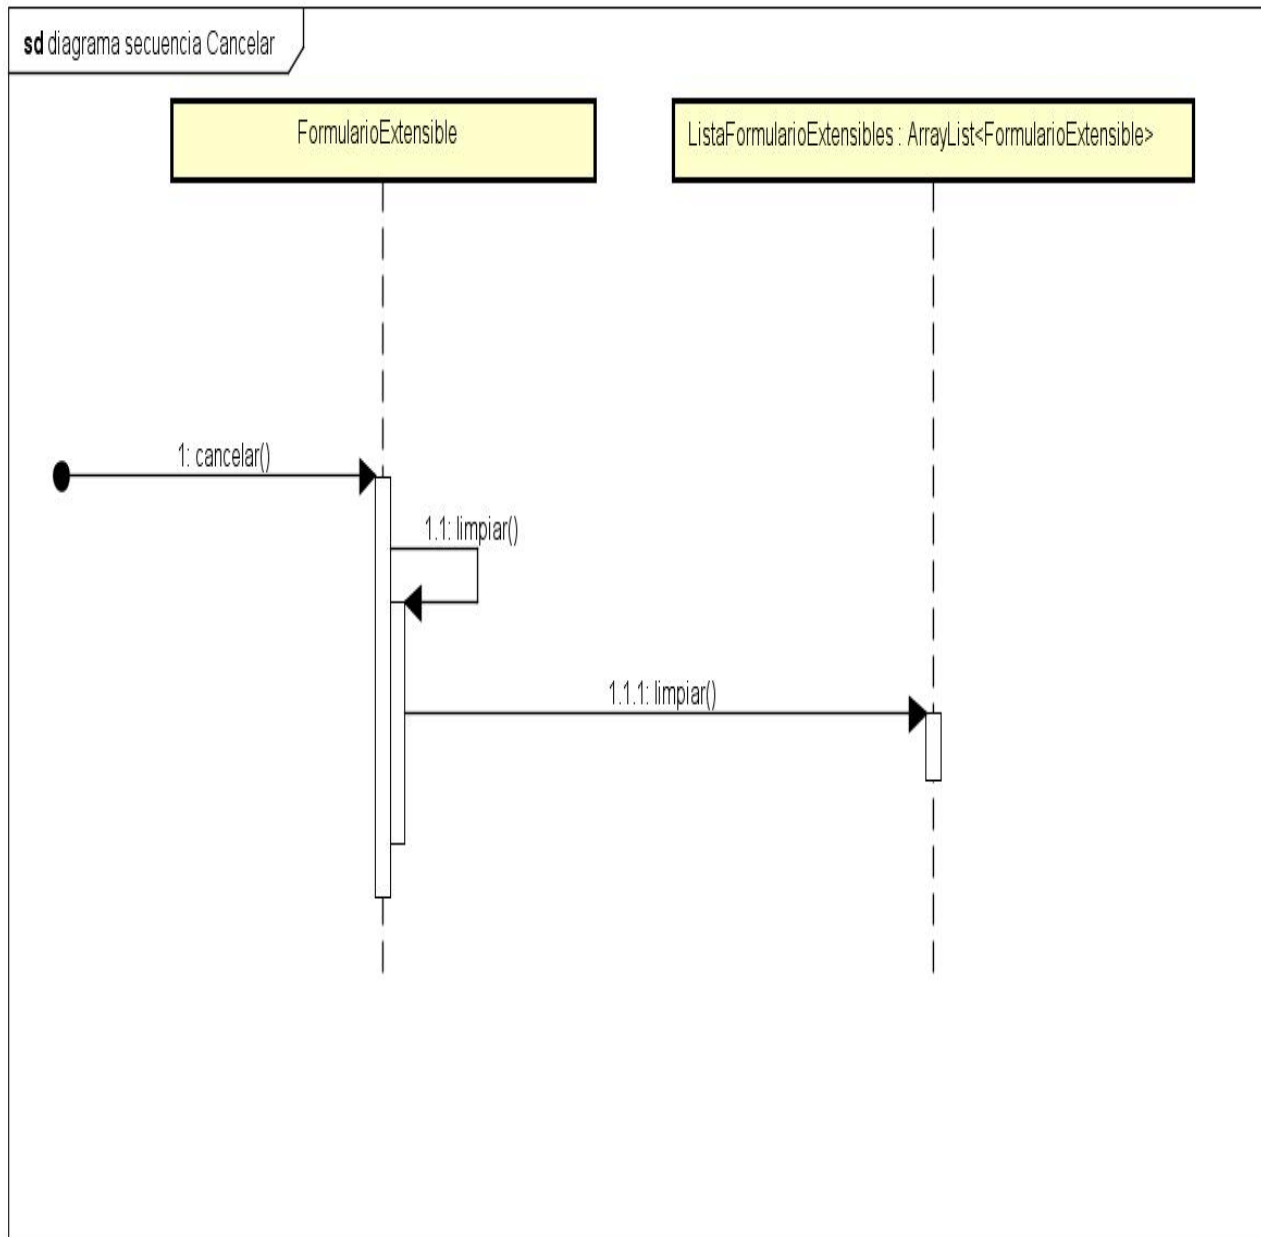 sd diagrama secuencia Cancelar
FormularioExtensible
ListaFormularioExtensibles : ArrayList<FormularioExtensible>
1: cancelar()
1.1: limpiar()
1.1.1: limpiar()